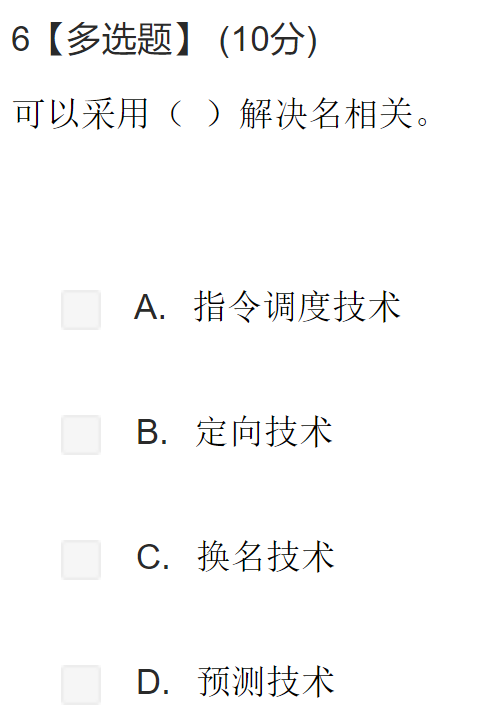 6【多选题】 (10分)
可以采用（ ）解决名相关。
A. 指令调度技术
B. 定向技术
C. 换名技术
D. 预测技术